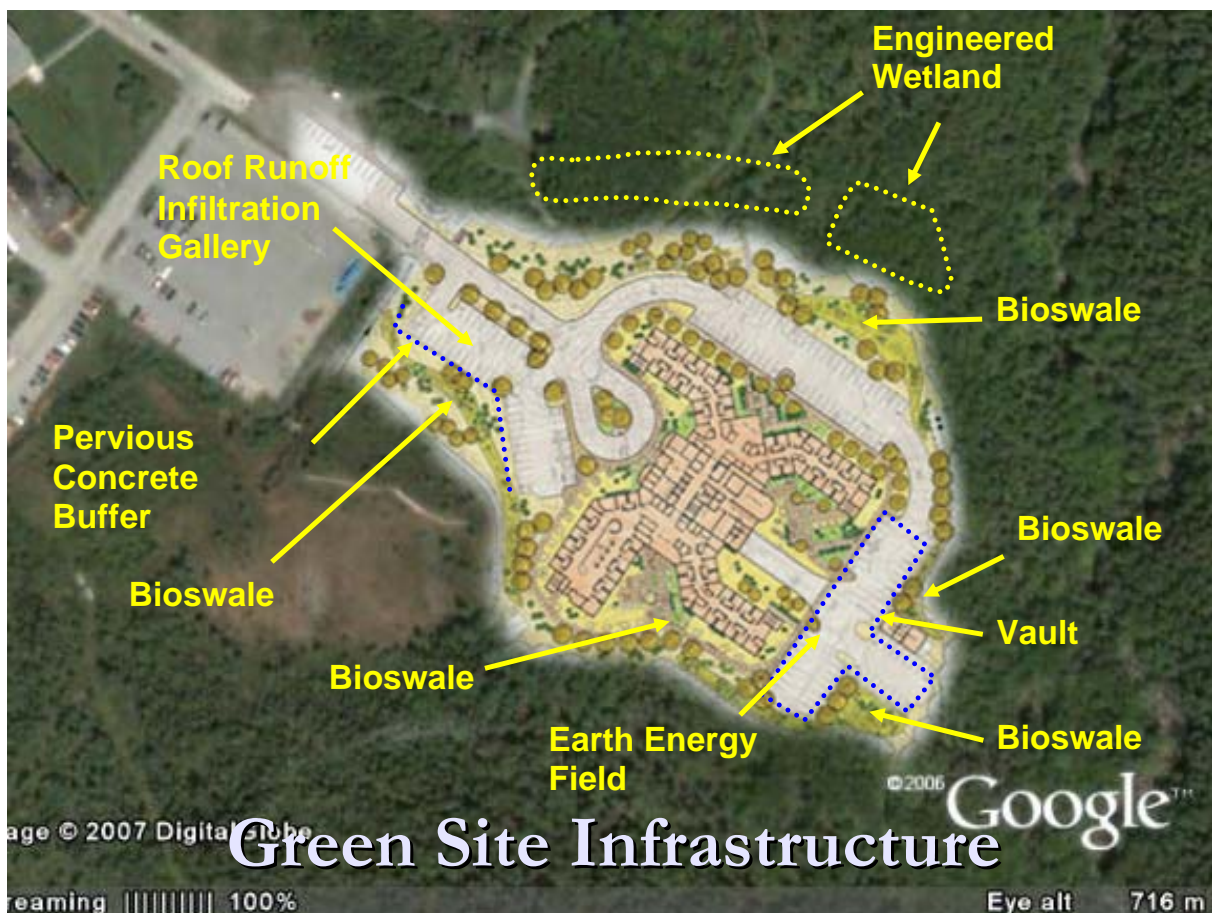 Engineered
Wetland
Roof Runoff
Infiltration
Gallery
Bioswale
Pervious
Concrete
Buffer
Bioswale
Vault
Bioswale
Bioswale
Earth Energy
Field
Bioswale
©2006 Google™
age © 2007 DigitalGlobe
Green Site Infrastructure
reaming |||||||||| 100%
Eye alt 716 m